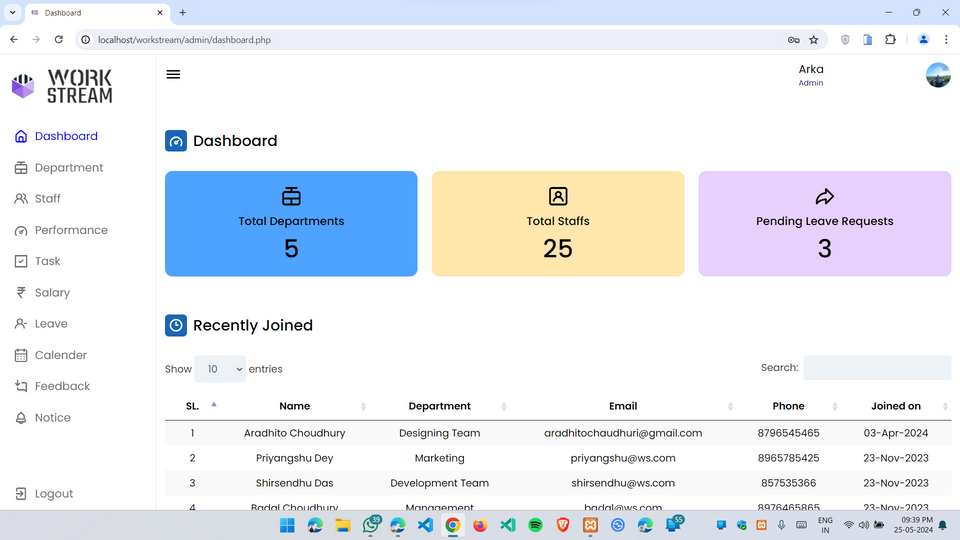 Dashboard
localhost/workstream/admin/dashboard.php
WORK
STREAM
Arka
Admin
Dashboard
Department
Staff
Performance
Task
Salary
Leave
Calender
Feedback
Notice
Logout
Dashboard
Total Departments
5
Total Staffs
25
Pending Leave Requests
3
Recently Joined
Show 10 entries
Search:
SL. Name Department Email Phone Joined on
1 Aradhito Choudhury Designing Team aradhitochaudhuri@gmail.com 8796545465 03-Apr-2024
2 Priyangshu Dey Marketing priyangshu@ws.com 8965785425 23-Nov-2023
3 Shirsendhu Das Development Team shirsendhu@ws.com 857535366 23-Nov-2023
4 Badal Choudhury Management badal@ws.com 8976465865 23-Nov-2023
39
55
ENG
IN
09:39 PM
25-05-2024